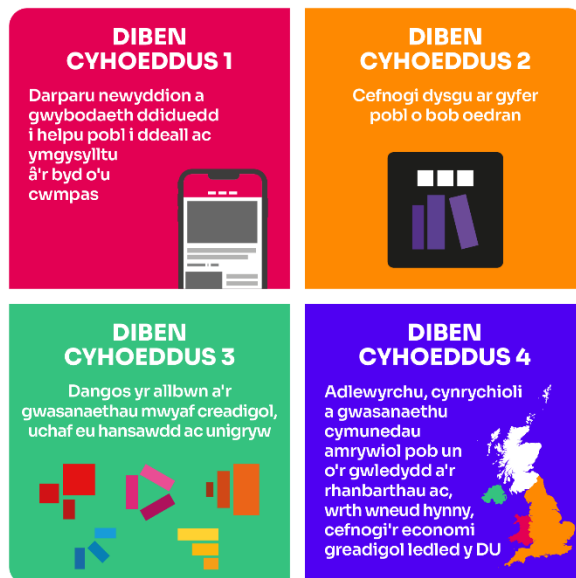 DIBEN
CYHOEDDUS 1
Darparu newyddion a
gwybodaeth ddiduedd
i helpu pobl i ddeall ac
ymgysylltu
â'r byd o'u
cwmpas
DIBEN
CYHOEDDUS 2
Cefnogi dysgu ar gyfer
pobl o bob oedran
DIBEN
CYHOEDDUS 3
Dangos yr allbwn a'r
gwasanaethau mwyaf creadigol,
uchaf eu hansawdd ac unigryw
DIBEN
CYHOEDDUS 4
Adlewyrchu, cynrychioli
a gwasanaethu
cymunedau
amrywiol pob un
o'r gwledydd a'r
rhanbarthau ac,
wrth wneud hynny,
cefnogi'r economi
greadigol ledled y DU